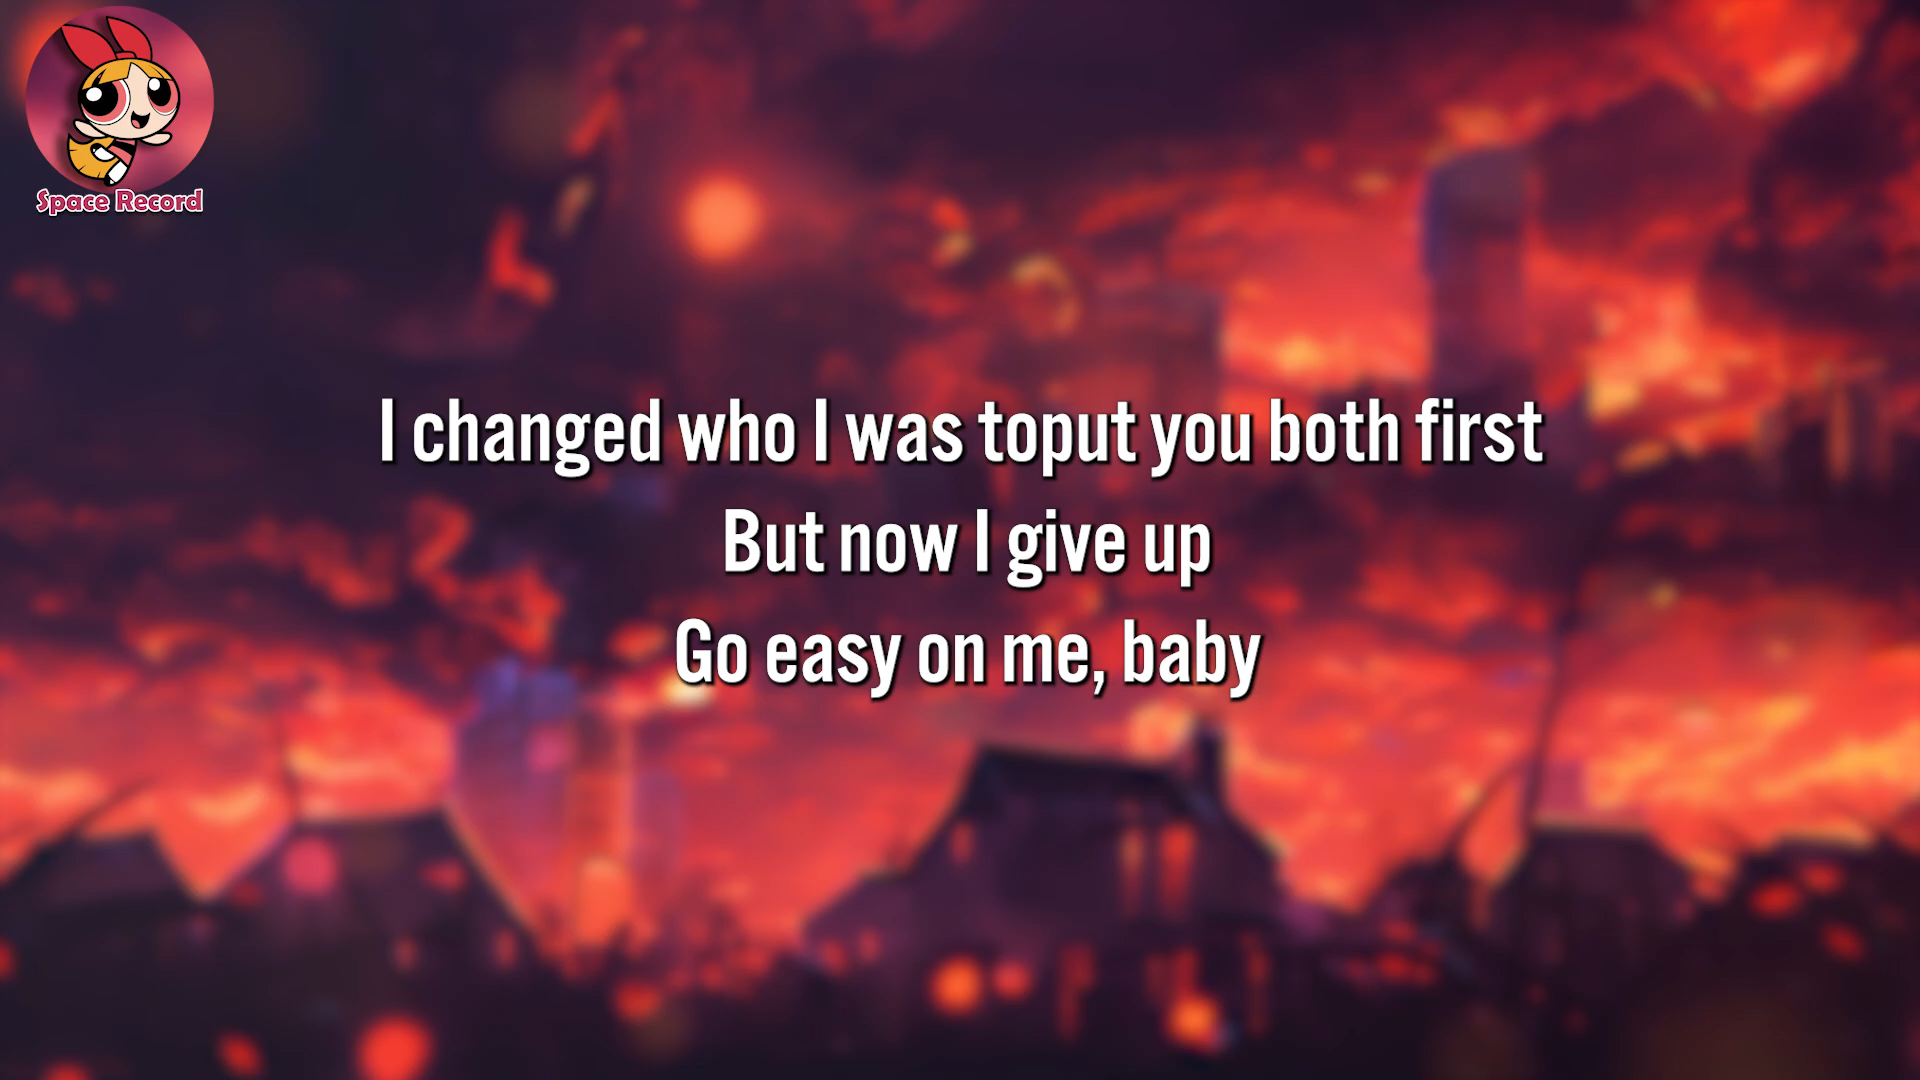 Space Record
I changed who I was toput you both first
But now I give up
Go easy on me, baby